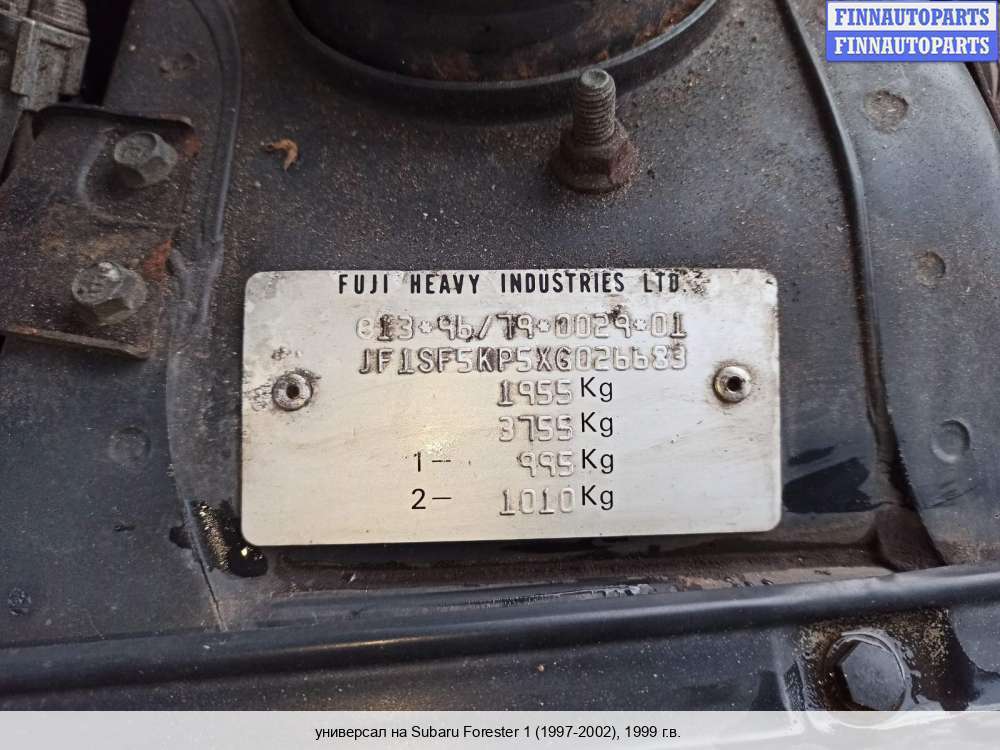 FINNAUTOPARTS
FINNAUTOPARTS
FUJI HEAVY INDUSTRIES LTD.
e13*96/79*0029*01
JF1SF5KP5XG026683
1955 Kg
3755 Kg
1- 995 Kg
2- 1010 Kg
универсал на Subaru Forester 1 (1997-2002), 1999 г.в.